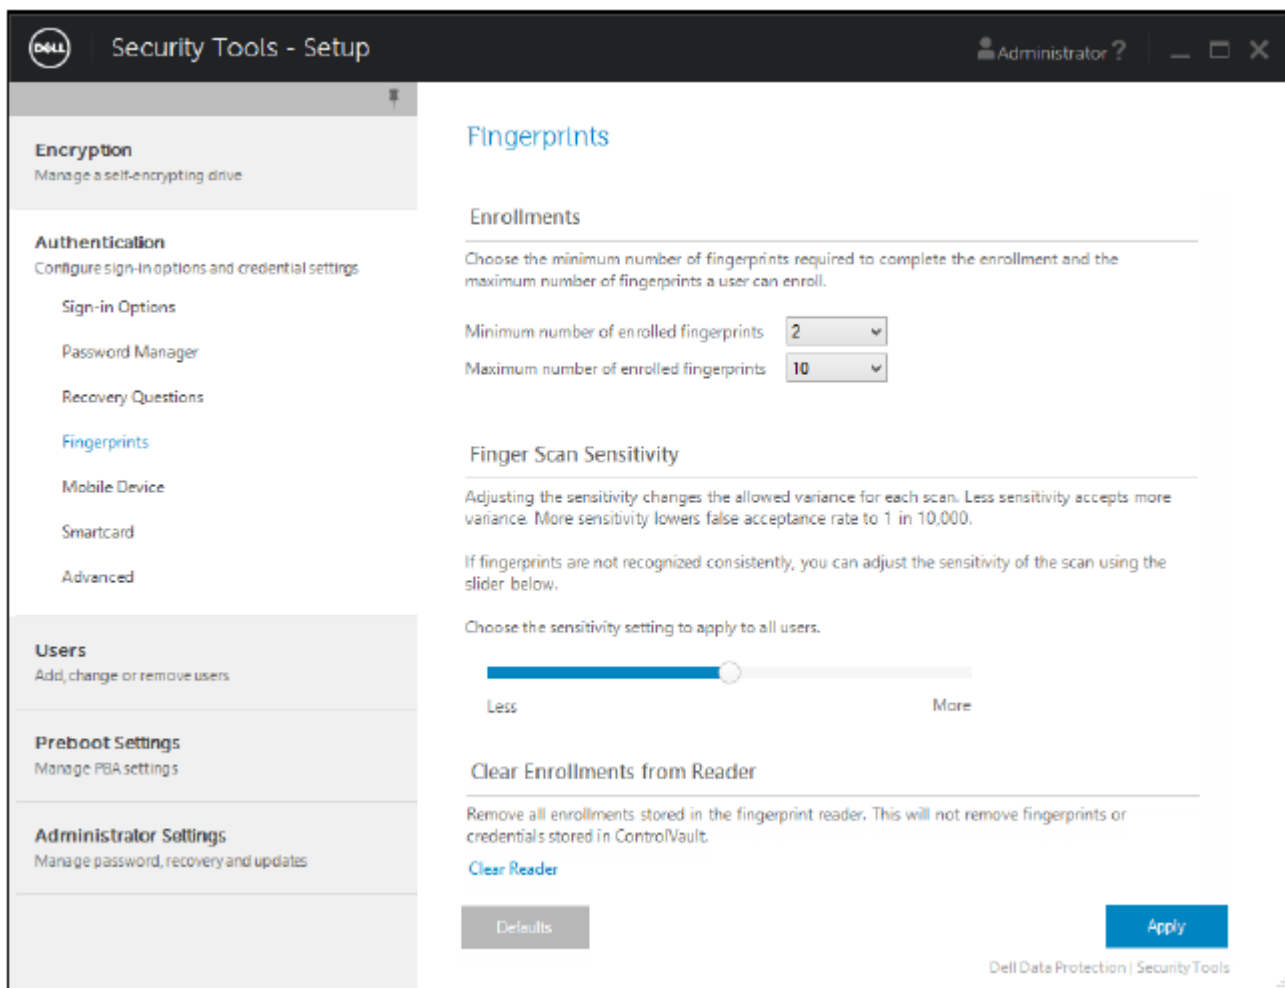 DELL
Security Tools - Setup
Administrator ?
Encryption
Manage a self-encrypting drive
Authentication
Configure sign-in options and credential settings
Sign-in Options
Password Manager
Recovery Questions
Fingerprints
Mobile Device
Smartcard
Advanced
Users
Add, change or remove users
Preboot Settings
Manage PBA settings
Administrator Settings
Manage password, recovery and updates
Fingerprints
Enrollments
Choose the minimum number of fingerprints required to complete the enrollment and the
maximum number of fingerprints a user can enroll.
Minimum number of enrolled fingerprints 2
Maximum number of enrolled fingerprints 10
Finger Scan Sensitivity
Adjusting the sensitivity changes the allowed variance for each scan. Less sensitivity accepts more
variance. More sensitivity lowers false acceptance rate to 1 in 10,000.
If fingerprints are not recognized consistently, you can adjust the sensitivity of the scan using the
slider below.
Choose the sensitivity setting to apply to all users.
Less More
Clear Enrollments from Reader
Remove all enrollments stored in the fingerprint reader. This will not remove fingerprints or
credentials stored in ControlVault.
Clear Reader
Defaults Apply
Dell Data Protection | Security Tools